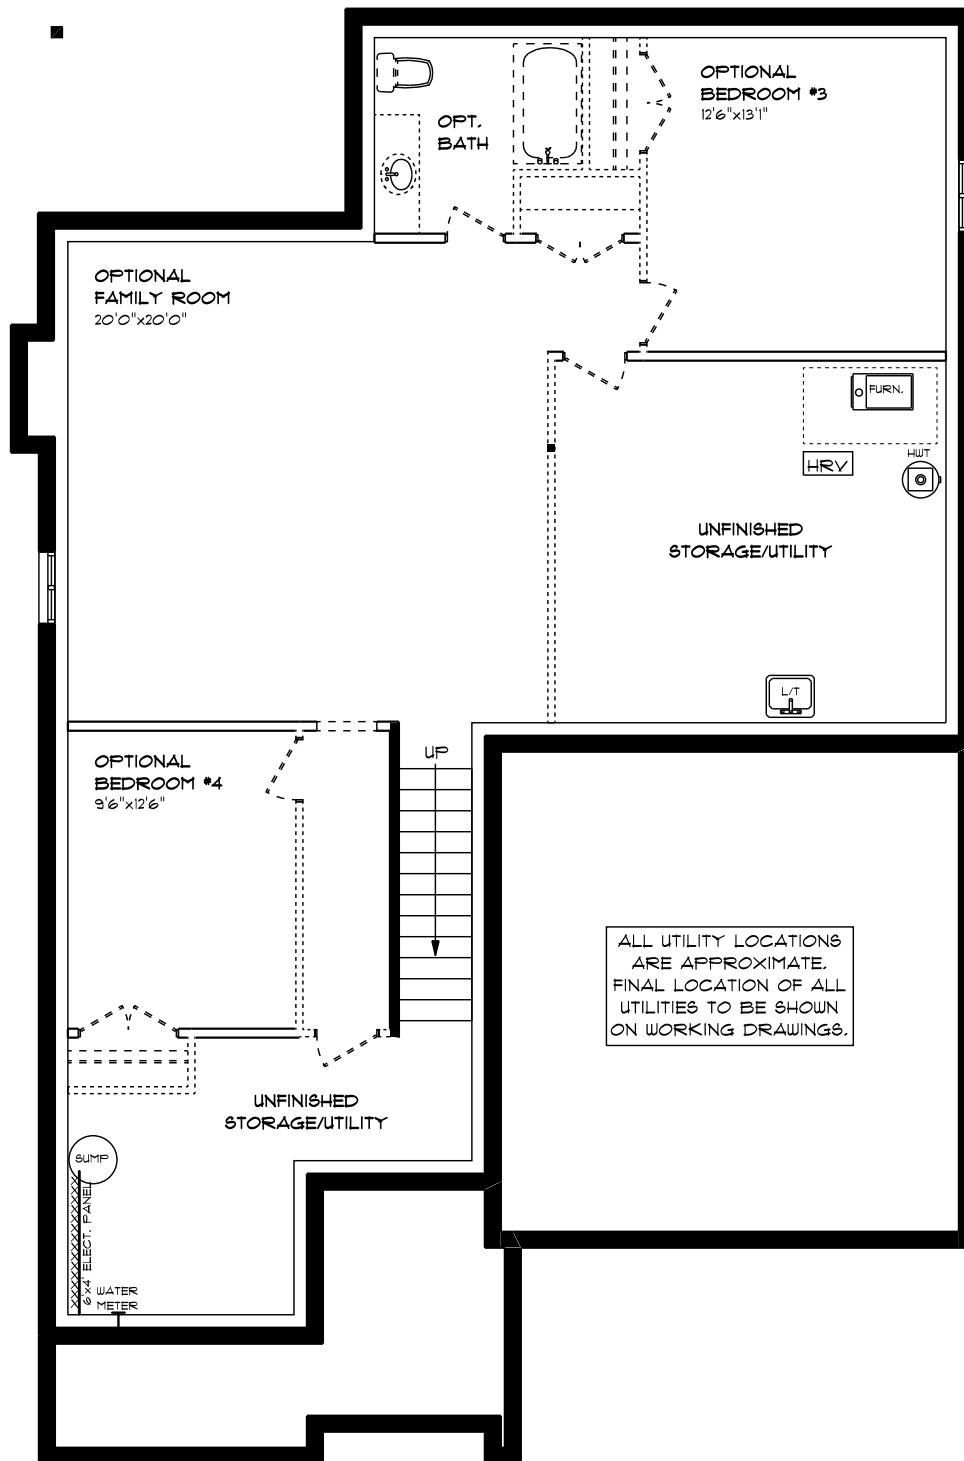 OPTIONAL
BEDROOM #3
12'6"x13'1"
OPT.
BATH
OPTIONAL
FAMILY ROOM
20'0"x20'0"
FURN.
HRV
HWT
UNFINISHED
STORAGE/UTILITY
L/T
UP
OPTIONAL
BEDROOM #4
9'6"x12'6"
ALL UTILITY LOCATIONS
ARE APPROXIMATE.
FINAL LOCATION OF ALL
UTILITIES TO BE SHOWN
ON WORKING DRAWINGS.
UNFINISHED
STORAGE/UTILITY
SUMP
6'x4' ELECT. PANEL
WATER
METER